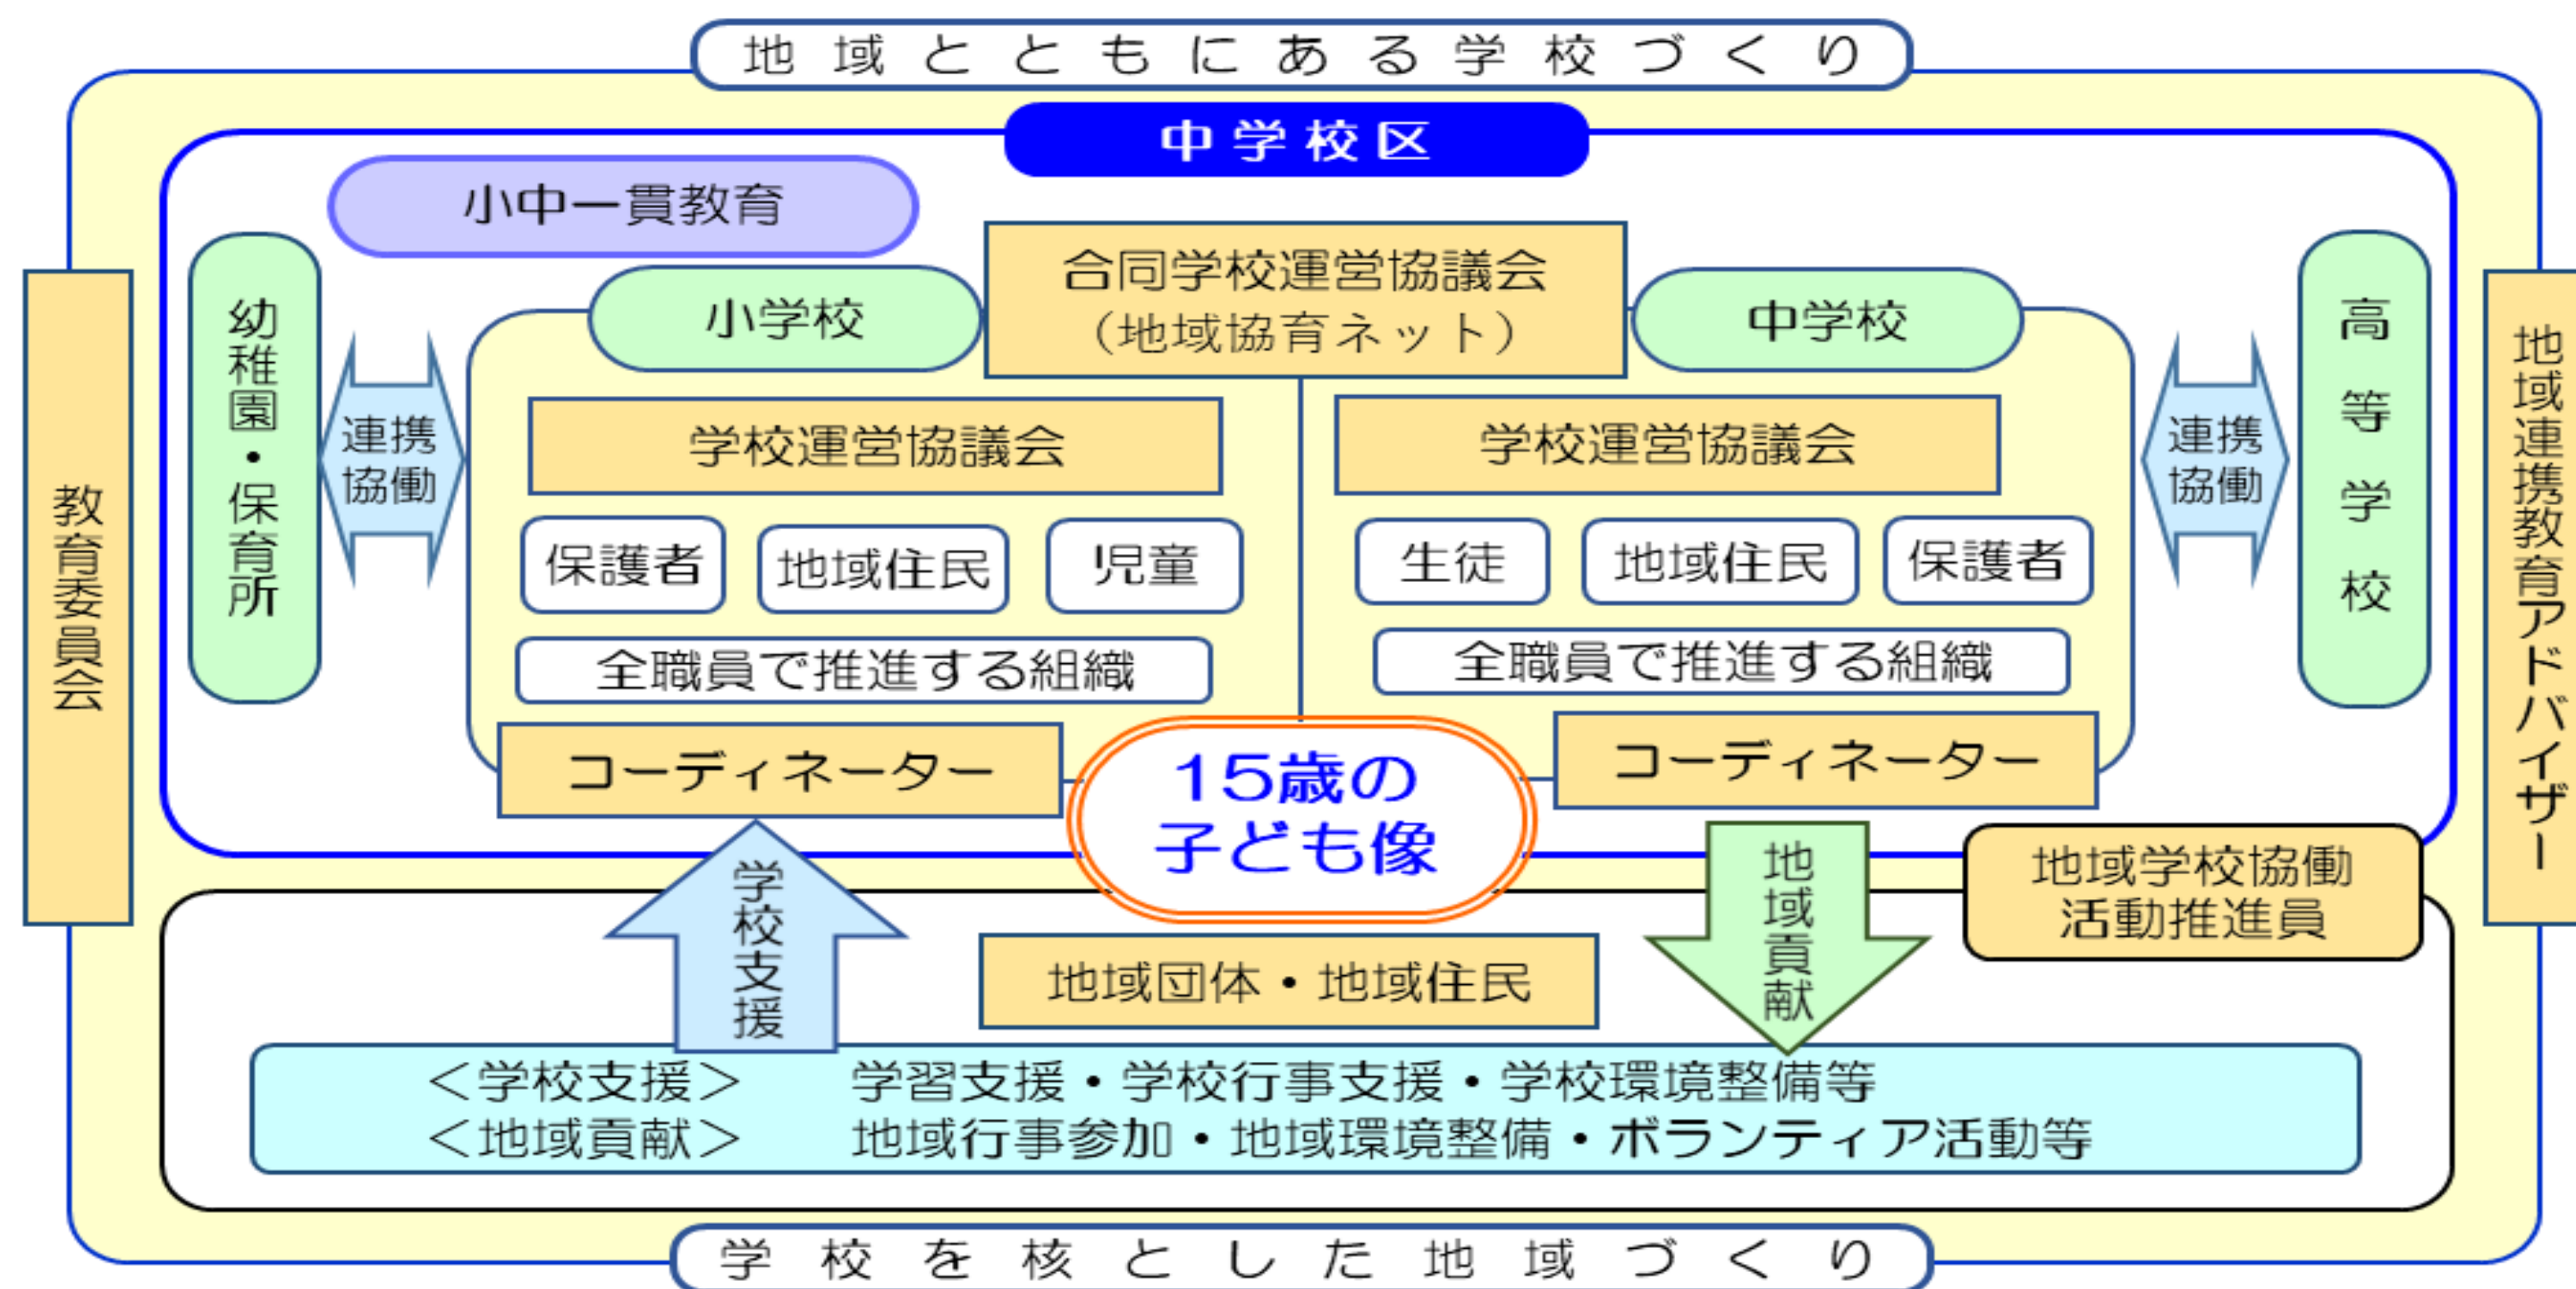 地域とともにある学校づくり
中学校区
小中一貫教育
合同学校運営協議会
（地域協育ネット）
小学校
中学校
教育委員会
幼稚園・保育所
連携
協働
学校運営協議会
学校運営協議会
連携
協働
高等学校
地域連携教育アドバイザー
保護者
地域住民
児童
生徒
地域住民
保護者
全職員で推進する組織
全職員で推進する組織
コーディネーター
コーディネーター
15歳の
子ども像
学校支援
地域貢献
地域学校協働
活動推進員
地域団体・地域住民
＜学校支援＞　　学習支援・学校行事支援・学校環境整備等
＜地域貢献＞　　地域行事参加・地域環境整備・ボランティア活動等
学校を核とした地域づくり